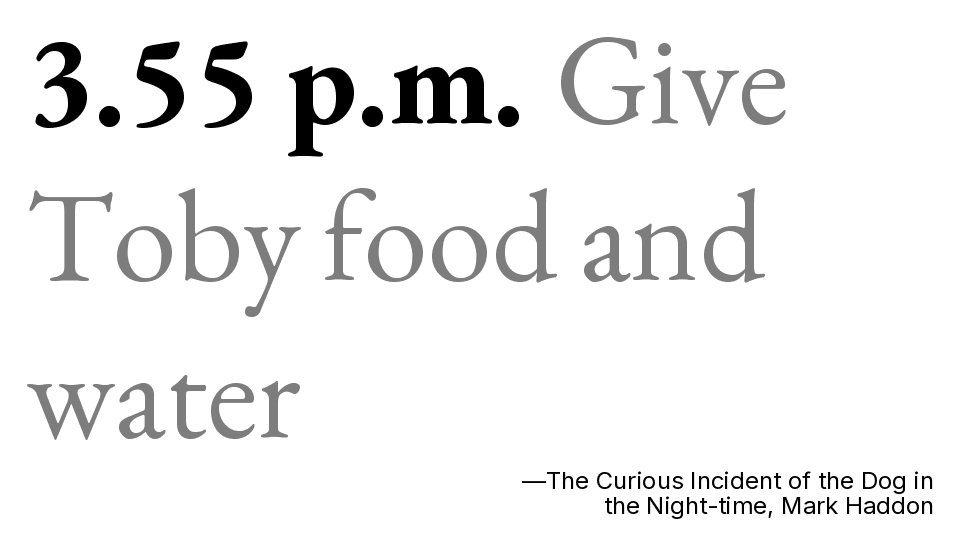 3.55 p.m. Give
Toby food and
water
—The Curious Incident of the Dog in
the Night-time, Mark Haddon